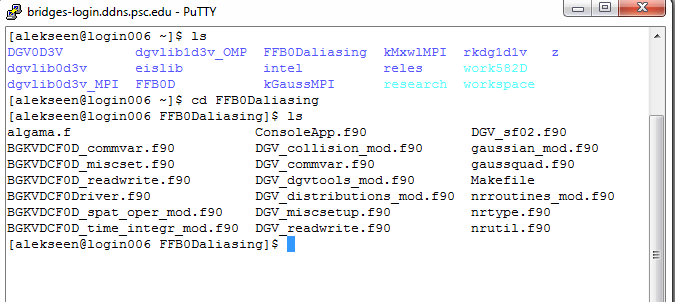 bridges-login.ddns.psc.edu - PuTTY
[alekseen@login006 ~]$ ls
DGV0D3V dgvlib1d3v_OMP FFB0Daliasing kMxwlMPI rkdg1d1v z
dgvlib0d3v eislib intel reles work582D
dgvlib0d3v_MPI FFB0D kGaussMPI research workspace
[alekseen@login006 ~]$ cd FFB0Daliasing
[alekseen@login006 FFB0Daliasing]$ ls
algama.f ConsoleApp.f90 DGV_sf02.f90
BGKVDCF0D_commvar.f90 DGV_collision_mod.f90 gaussian_mod.f90
BGKVDCF0D_miscset.f90 DGV_commvar.f90 gaussquad.f90
BGKVDCF0D_readwrite.f90 DGV_dgvtools_mod.f90 Makefile
BGKVDCF0Driver.f90 DGV_distributions_mod.f90 nrroutines_mod.f90
BGKVDCF0D_spat_oper_mod.f90 DGV_miscsetup.f90 nrtype.f90
BGKVDCF0D_time_integr_mod.f90 DGV_readwrite.f90 nrutil.f90
[alekseen@login006 FFB0Daliasing]$